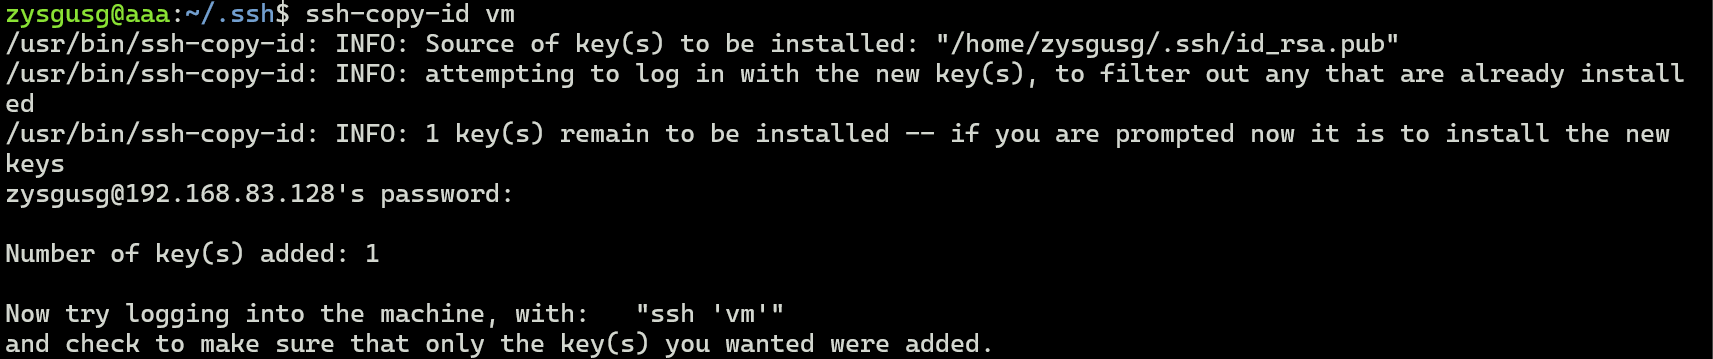 zysgusg@aaa:~/.ssh$ ssh-copy-id vm
/usr/bin/ssh-copy-id: INFO: Source of key(s) to be installed: "/home/zysgusg/.ssh/id_rsa.pub"
/usr/bin/ssh-copy-id: INFO: attempting to log in with the new key(s), to filter out any that are already install
ed
/usr/bin/ssh-copy-id: INFO: 1 key(s) remain to be installed -- if you are prompted now it is to install the new
keys
zysgusg@192.168.83.128's password:
Number of key(s) added: 1
Now try logging into the machine, with:   "ssh 'vm'"
and check to make sure that only the key(s) you wanted were added.